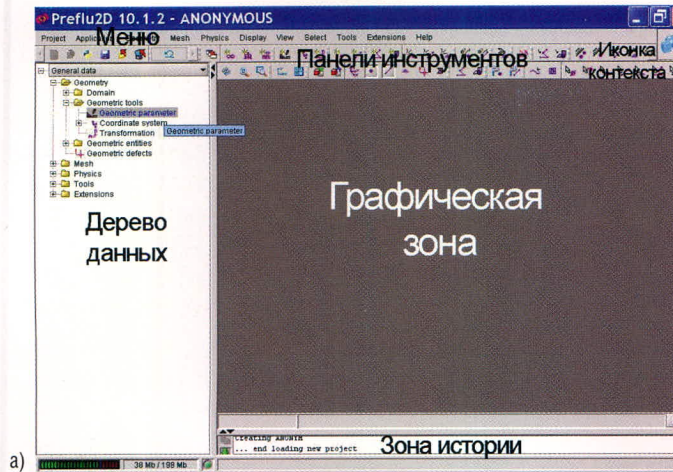 Preflu2D 10.1.2 - ANONYMOUS
Project Mesh Physics Display View Select Tools Extensions Help
Меню
Панели инструментов
Иконка
контекста
General data
Geometry
Domain
Geometric tools
Geometric parameter
Coordinate system
Transformation
Geometric parameter
Geometric entities
Geometric defects
Mesh
Physics
Tools
Extensions
Дерево
данных
Графическая
зона
... end loading new project
Зона истории
а)
38 Mb / 199 Mb